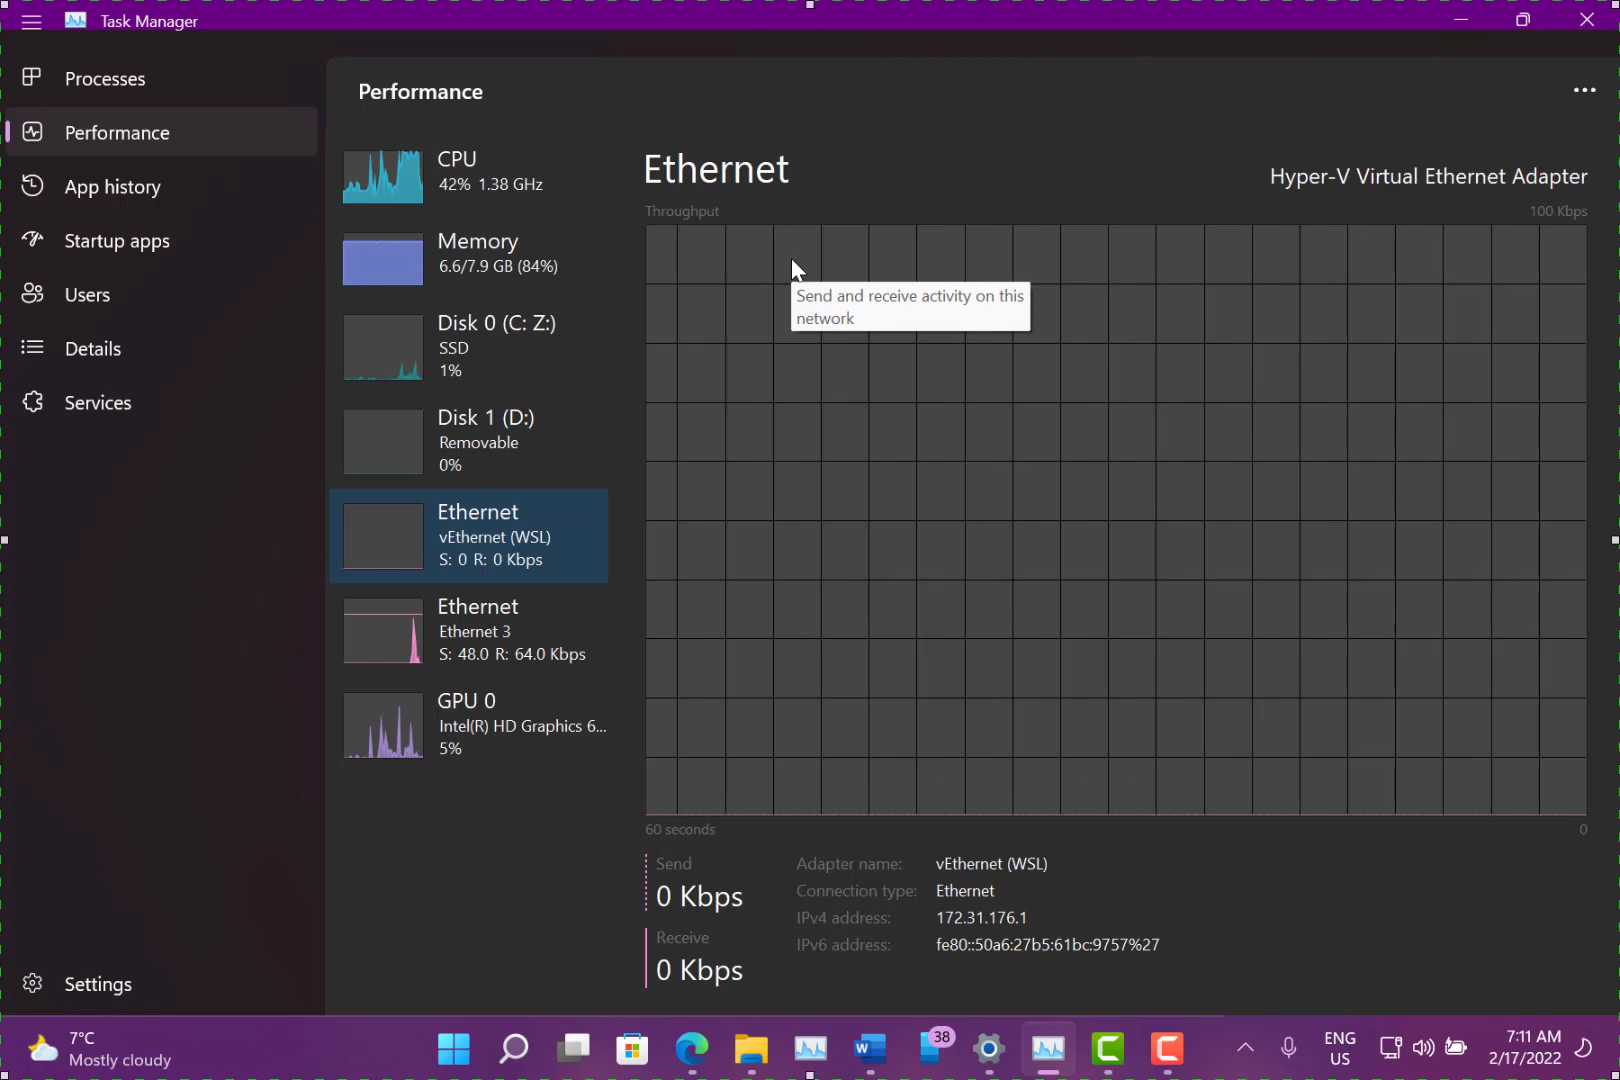 Task Manager
Processes
Performance
App history
Startup apps
Users
Details
Services
Settings
Performance
CPU
42% 1.38 GHz
Memory
6.6/7.9 GB (84%)
Disk 0 (C: Z:)
SSD
1%
Disk 1 (D:)
Removable
0%
Ethernet
vEthernet (WSL)
S: 0 R: 0 Kbps
Ethernet
Ethernet 3
S: 48.0 R: 64.0 Kbps
GPU 0
Intel(R) HD Graphics 6...
5%
Ethernet
Hyper-V Virtual Ethernet Adapter
Throughput
100 Kbps
Send and receive activity on this
network
60 seconds
0
Send
0 Kbps
Receive
0 Kbps
Adapter name: vEthernet (WSL)
Connection type: Ethernet
IPv4 address: 172.31.176.1
IPv6 address: fe80::50a6:27b5:61bc:9757%27
7°C
Mostly cloudy
38
ENG
US
7:11 AM
2/17/2022